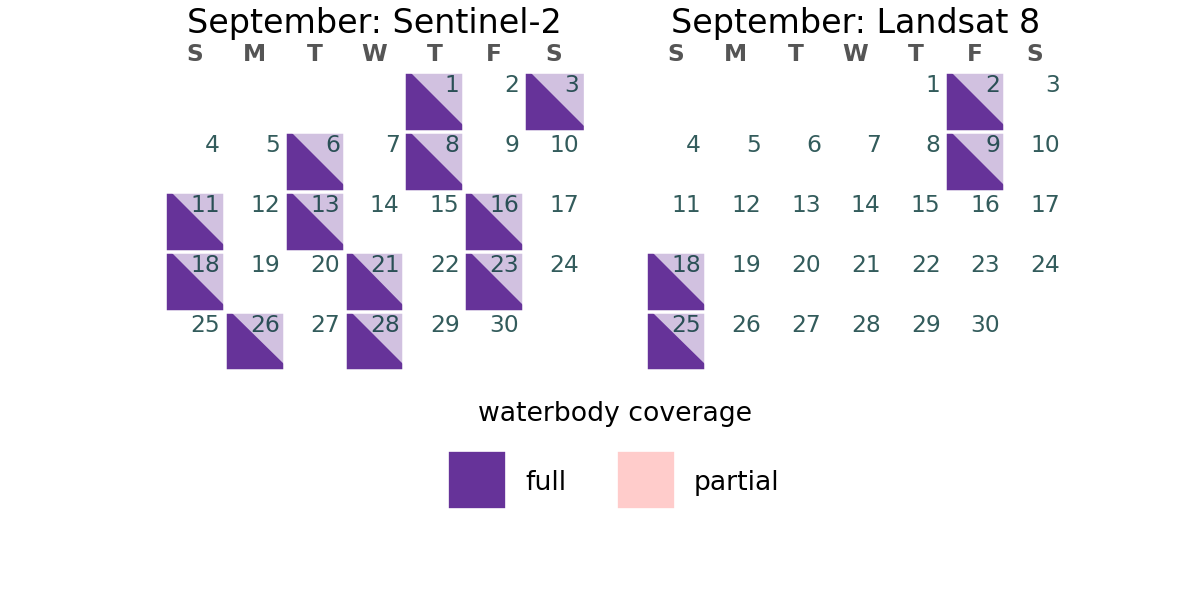 September: Sentinel-2
S M T W T F S
1 2 3
4 5 6 7 8 9 10
11 12 13 14 15 16 17
18 19 20 21 22 23 24
25 26 27 28 29 30
September: Landsat 8
S M T W T F S
1 2 3
4 5 6 7 8 9 10
11 12 13 14 15 16 17
18 19 20 21 22 23 24
25 26 27 28 29 30
waterbody coverage
full partial